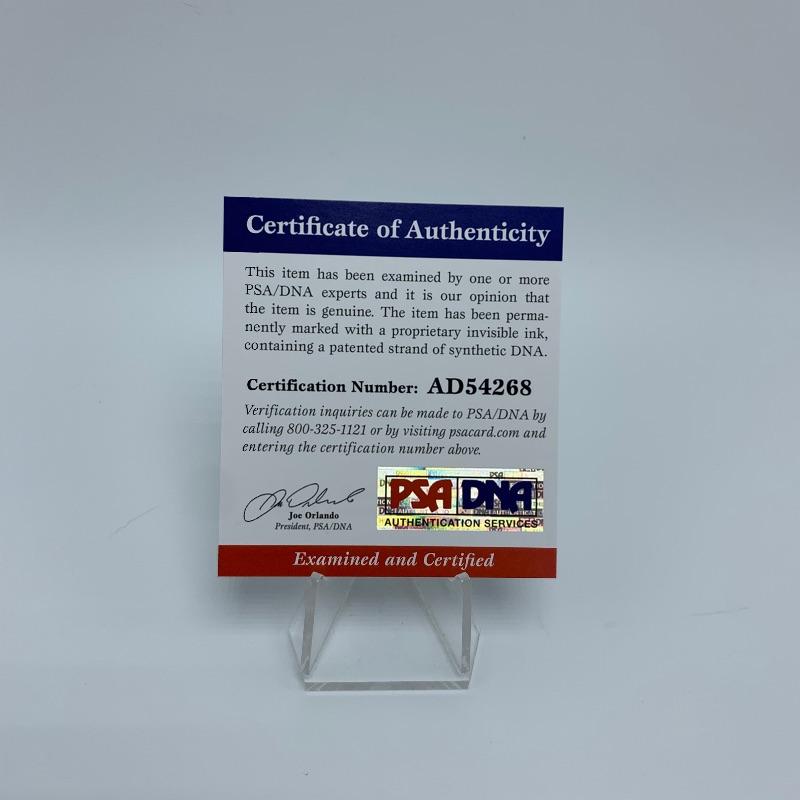 Certificate of Authenticity
This item has been examined by one or more
PSA/DNA experts and it is our opinion that
the item is genuine. The item has been perma-
nently marked with a proprietary invisible ink,
containing a patented strand of synthetic DNA.
Certification Number: AD54268
Verification inquiries can be made to PSA/DNA by
calling 800-325-1121 or by visiting psacard.com and
entering the certification number above.
Joe Orlando
President, PSA/DNA
PSA DNA
AUTHENTICATION SERVICES
Examined and Certified